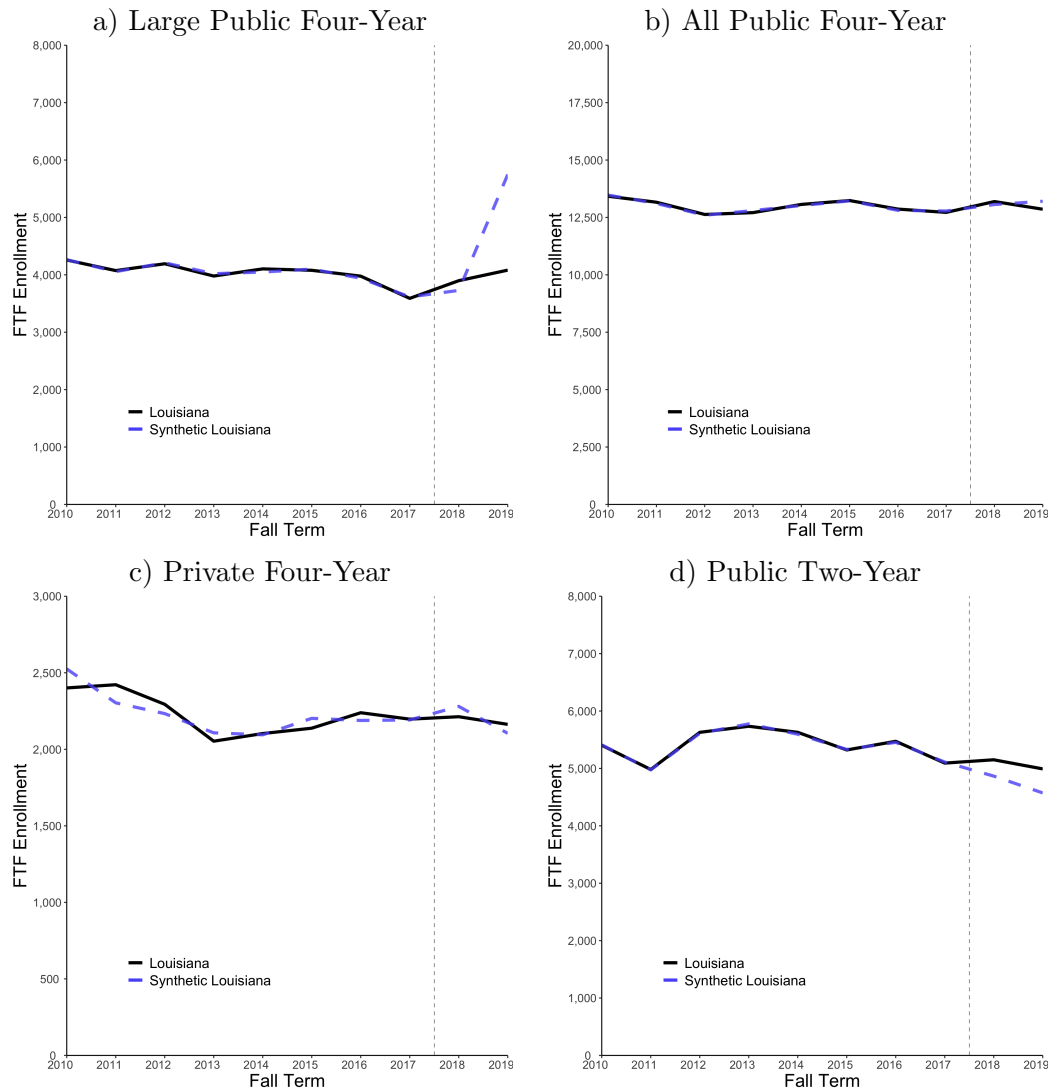 a) Large Public Four-Year
8,000
7,000
6,000
5,000
4,000
3,000
2,000
1,000
0
FTF Enrollment
Louisiana
Synthetic Louisiana
2010 2011 2012 2013 2014 2015 2016 2017 2018 2019
Fall Term
b) All Public Four-Year
20,000
17,500
15,000
12,500
10,000
7,500
5,000
2,500
0
FTF Enrollment
Louisiana
Synthetic Louisiana
2010 2011 2012 2013 2014 2015 2016 2017 2018 2019
Fall Term
c) Private Four-Year
3,000
2,500
2,000
1,500
1,000
500
0
FTF Enrollment
Louisiana
Synthetic Louisiana
2010 2011 2012 2013 2014 2015 2016 2017 2018 2019
Fall Term
d) Public Two-Year
8,000
7,000
6,000
5,000
4,000
3,000
2,000
1,000
0
FTF Enrollment
Louisiana
Synthetic Louisiana
2010 2011 2012 2013 2014 2015 2016 2017 2018 2019
Fall Term